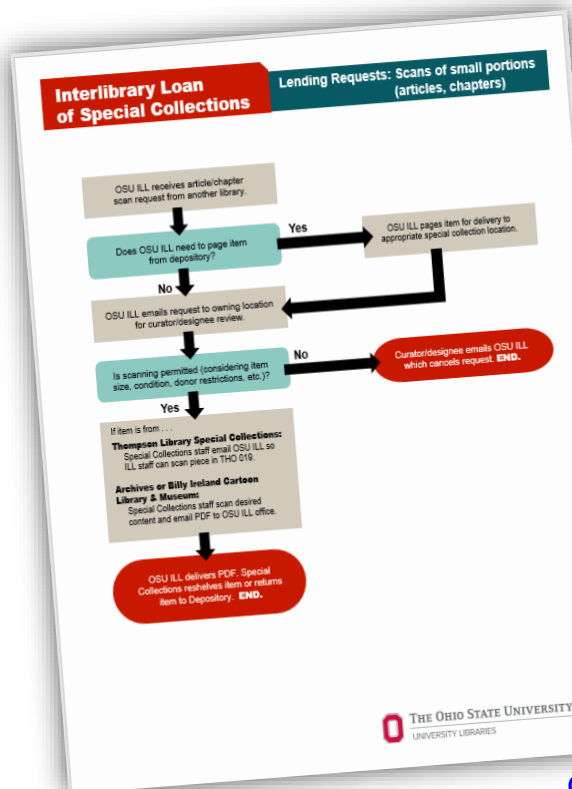 Interlibrary Loan
of Special Collections
Lending Requests: Scans of small portions
(articles, chapters)
OSU ILL receives article/chapter
scan request from another library.
Does OSU ILL need to page item
from depository?
Yes
OSU ILL pages item for delivery to
appropriate special collection location.
No
OSU ILL emails request to owning location
for curator/designee review.
Is scanning permitted (considering item
size, condition, donor restrictions, etc.)?
No
Curator/designee emails OSU ILL
which cancels request. END.
Yes
If item is from . . .
Thompson Library Special Collections:
Special Collections staff email OSU ILL so
ILL staff can scan piece in THO 019.
Archives or Billy Ireland Cartoon
Library & Museum:
Special Collections staff scan desired
content and email PDF to OSU ILL office.
OSU ILL delivers PDF. Special
Collections reshelves item or returns
item to Depository. END.
THE OHIO STATE UNIVERSITY
UNIVERSITY LIBRARIES